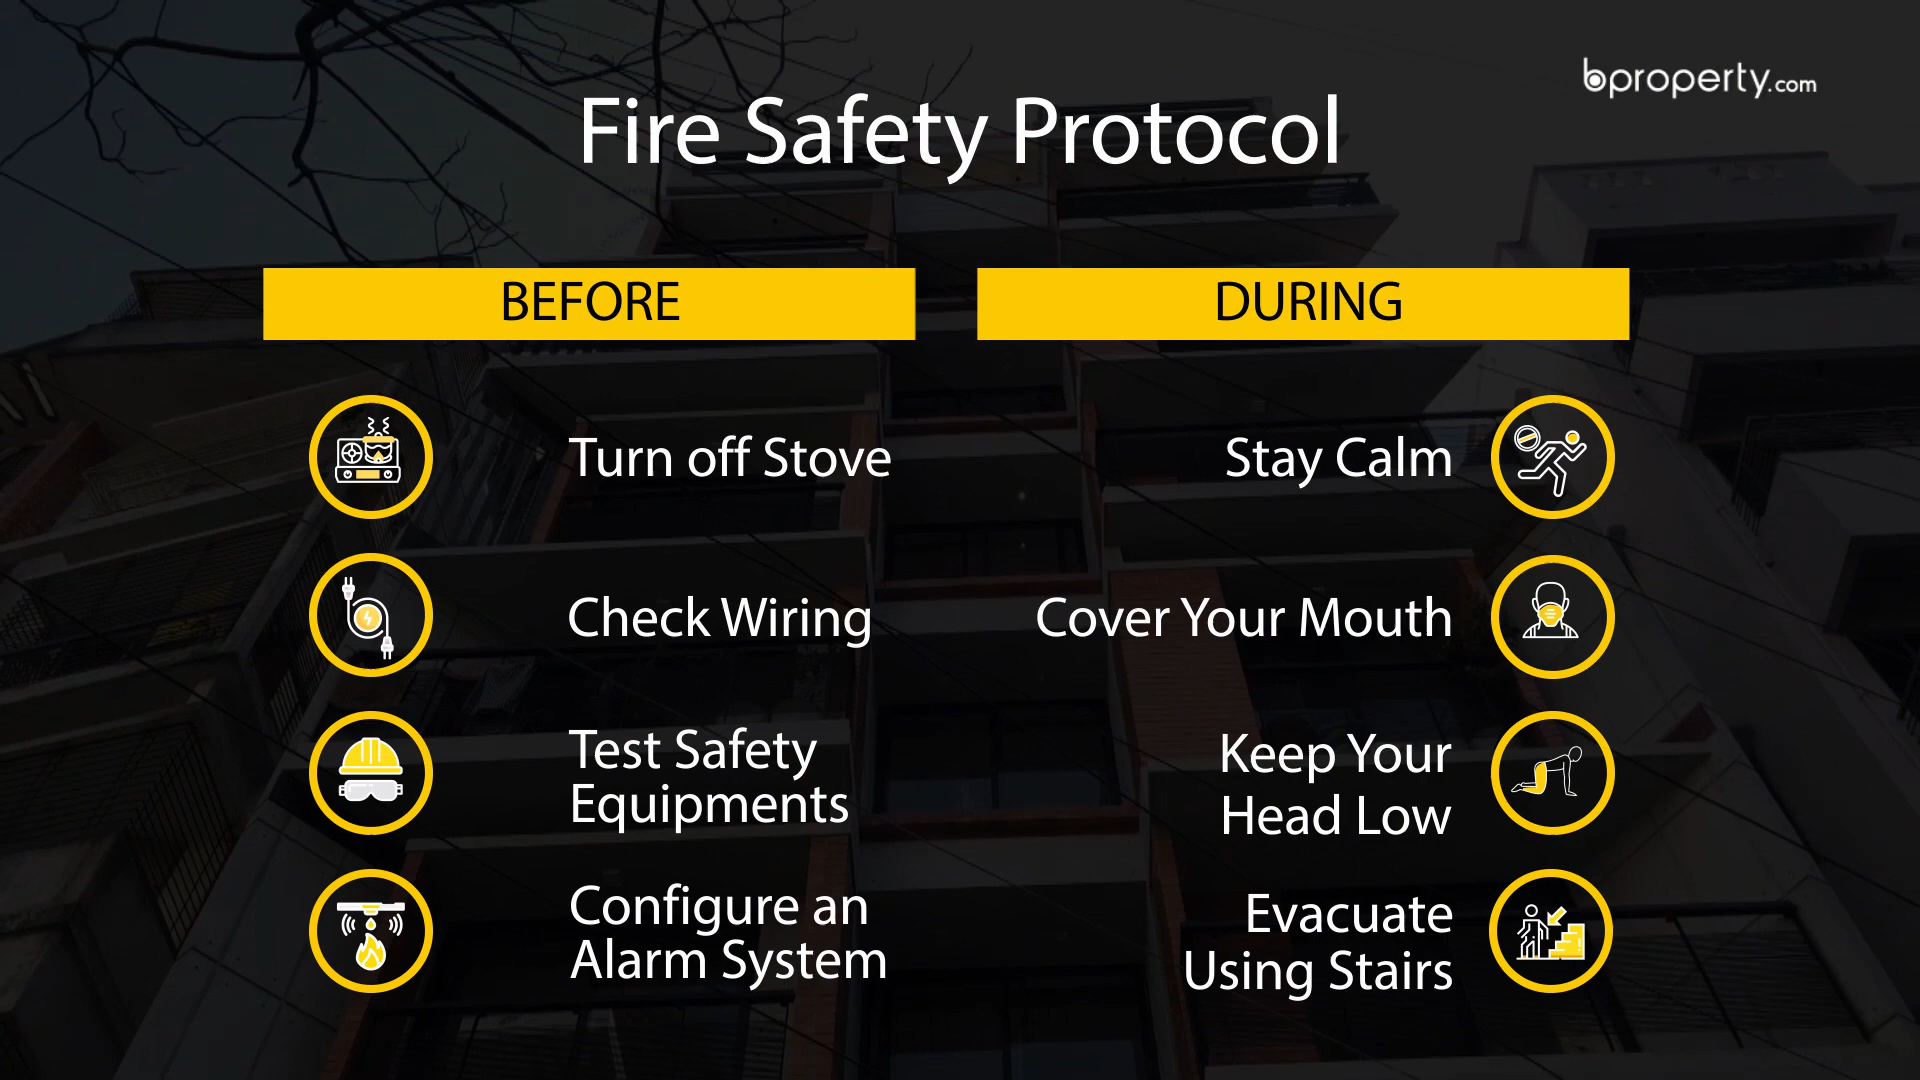 bproperty.com
Fire Safety Protocol
BEFORE
Turn off Stove
Check Wiring
Test Safety
Equipments
Configure an
Alarm System
DURING
Stay Calm
Cover Your Mouth
Keep Your
Head Low
Evacuate
Using Stairs